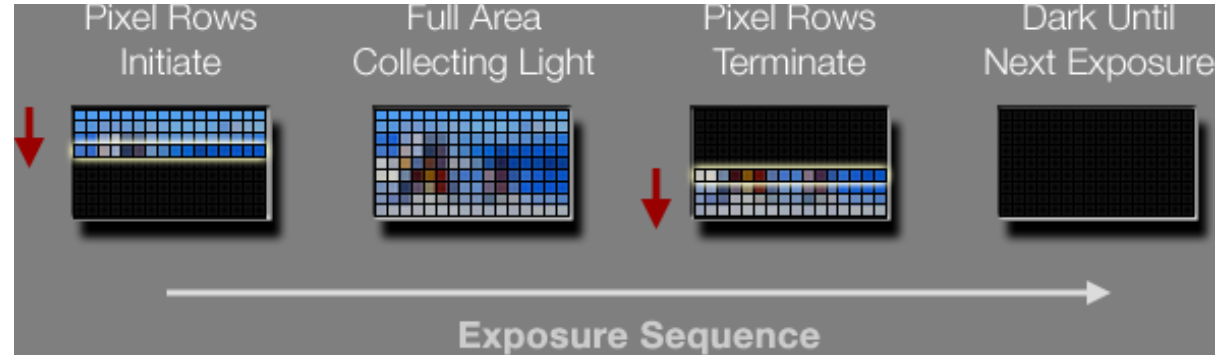 Pixel Rows
Initiate
Full Area
Collecting Light
Pixel Rows
Terminate
Dark Until
Next Exposure
Exposure Sequence